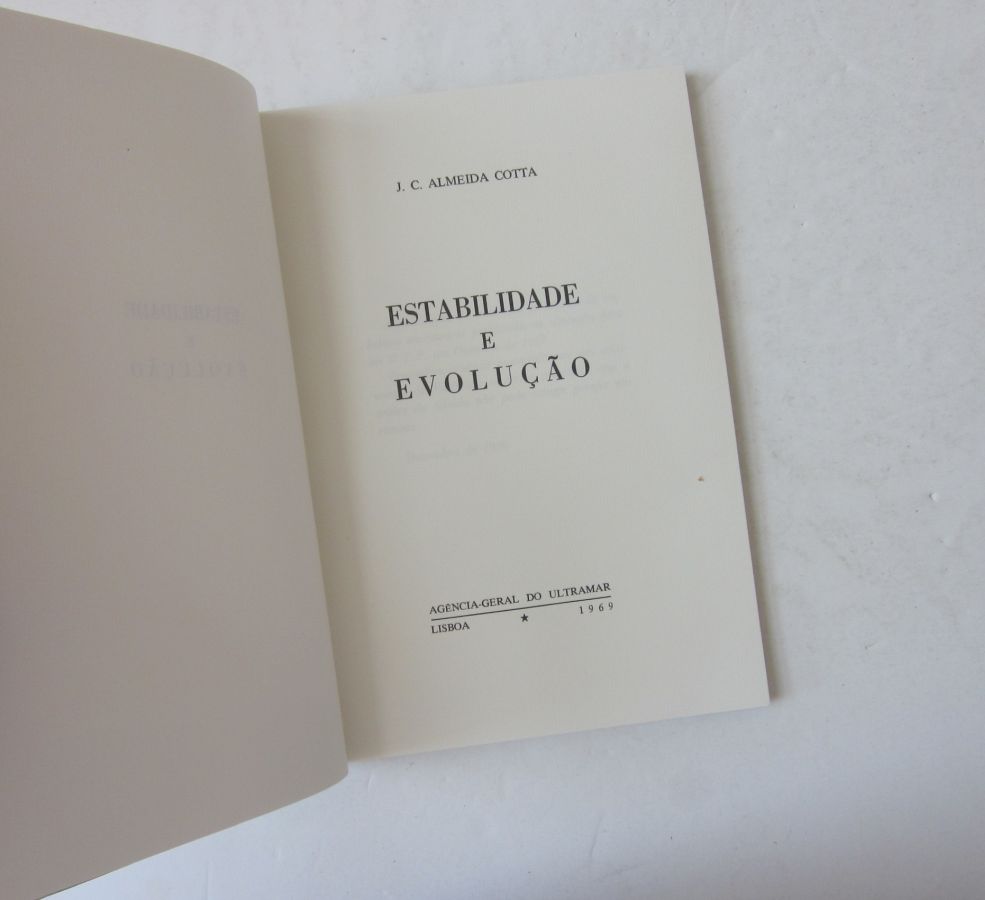 J. C. ALMEIDA COTTA
ESTABILIDADE
E
EVOLUÇÃO
AGÊNCIA-GERAL DO ULTRAMAR
LISBOA ★ 1969